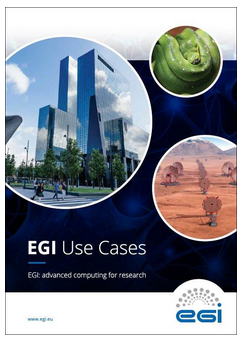 EGI Use Cases
EGI: advanced computing for research
www.egi.eu
egi